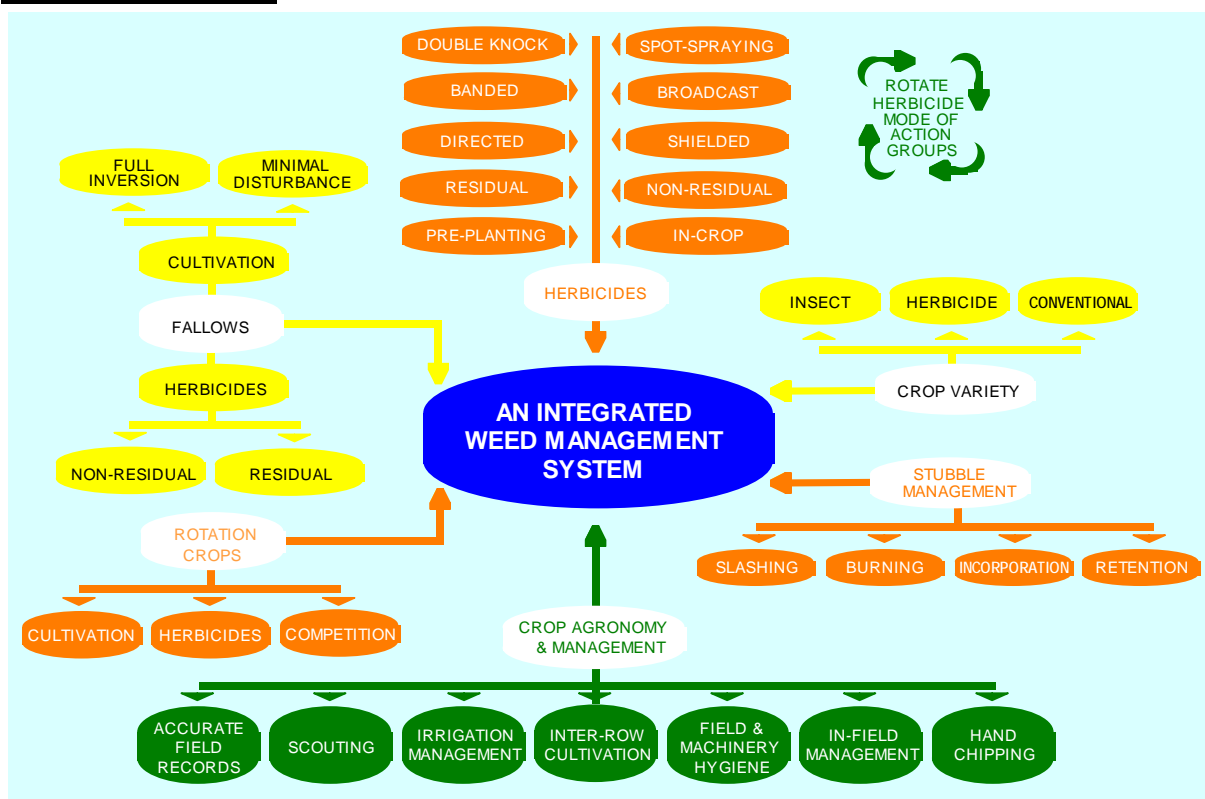 DOUBLE KNOCK
SPOT-SPRAYING
BANDED
BROADCAST
DIRECTED
SHIELDED
RESIDUAL
NON-RESIDUAL
PRE-PLANTING
IN-CROP
HERBICIDES
ROTATE
HERBICIDE
MODE OF
ACTION
GROUPS
FULL
INVERSION
MINIMAL
DISTURBANCE
CULTIVATION
FALLOWS
HERBICIDES
NON-RESIDUAL
RESIDUAL
INSECT
HERBICIDE
CONVENTIONAL
CROP VARIETY
AN INTEGRATED
WEED MANAGEMENT
SYSTEM
STUBBLE
MANAGEMENT
SLASHING
BURNING
INCORPORATION
RETENTION
ROTATION
CROPS
CULTIVATION
HERBICIDES
COMPETITION
CROP AGRONOMY
& MANAGEMENT
ACCURATE
FIELD
RECORDS
SCOUTING
IRRIGATION
MANAGEMENT
INTER-ROW
CULTIVATION
FIELD &
MACHINERY
HYGIENE
IN-FIELD
MANAGEMENT
HAND
CHIPPING